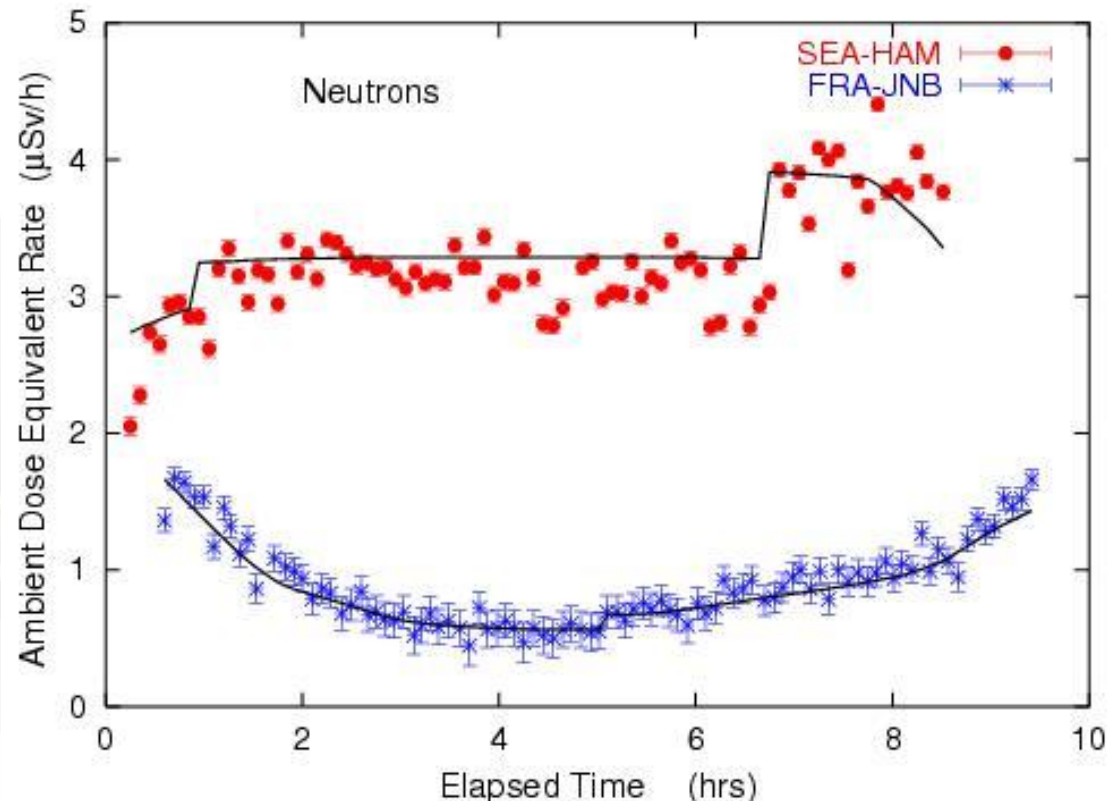 5
4
3
2
1
0
0 2 4 6 8 10
Ambient Dose Equivalent Rate (µSv/h)
Elapsed Time (hrs)
Neutrons
SEA-HAM
FRA-JNB